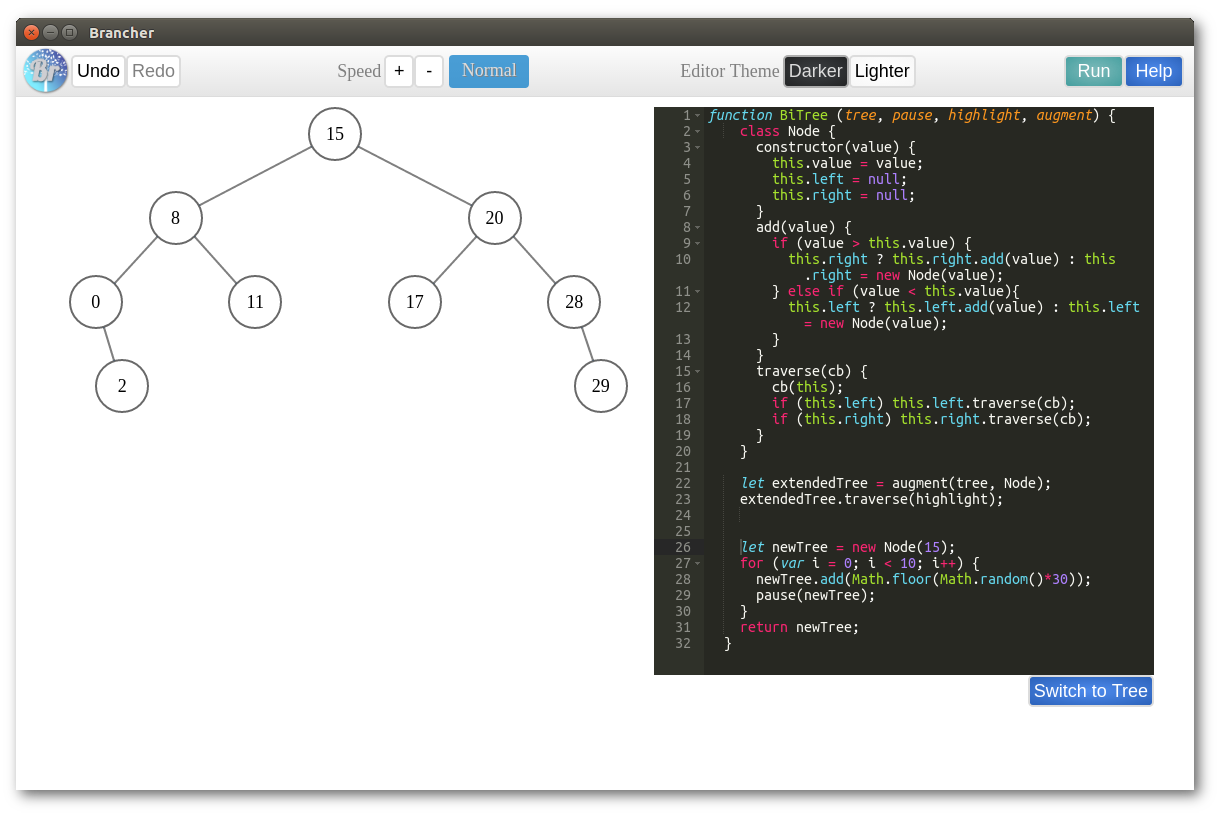 Brancher
Br Undo Redo Speed + - Normal Editor Theme Darker Lighter Run Help
15
8 20
0 11 17 28
2 29
1 function BiTree (tree, pause, highlight, augment) {
2 class Node {
3 constructor(value) {
4 this.value = value;
5 this.left = null;
6 this.right = null;
7 }
8 add(value) {
9 if (value > this.value) {
10 this.right ? this.right.add(value) : this
.right = new Node(value);
11 } else if (value < this.value){
12 this.left ? this.left.add(value) : this.left
= new Node(value);
13 }
14 }
15 traverse(cb) {
16 cb(this);
17 if (this.left) this.left.traverse(cb);
18 if (this.right) this.right.traverse(cb);
19 }
20 }
21
22 let extendedTree = augment(tree, Node);
23 extendedTree.traverse(highlight);
24
25
26 let newTree = new Node(15);
27 for (var i = 0; i < 10; i++) {
28 newTree.add(Math.floor(Math.random()*30));
29 pause(newTree);
30 }
31 return newTree;
32 }
Switch to Tree